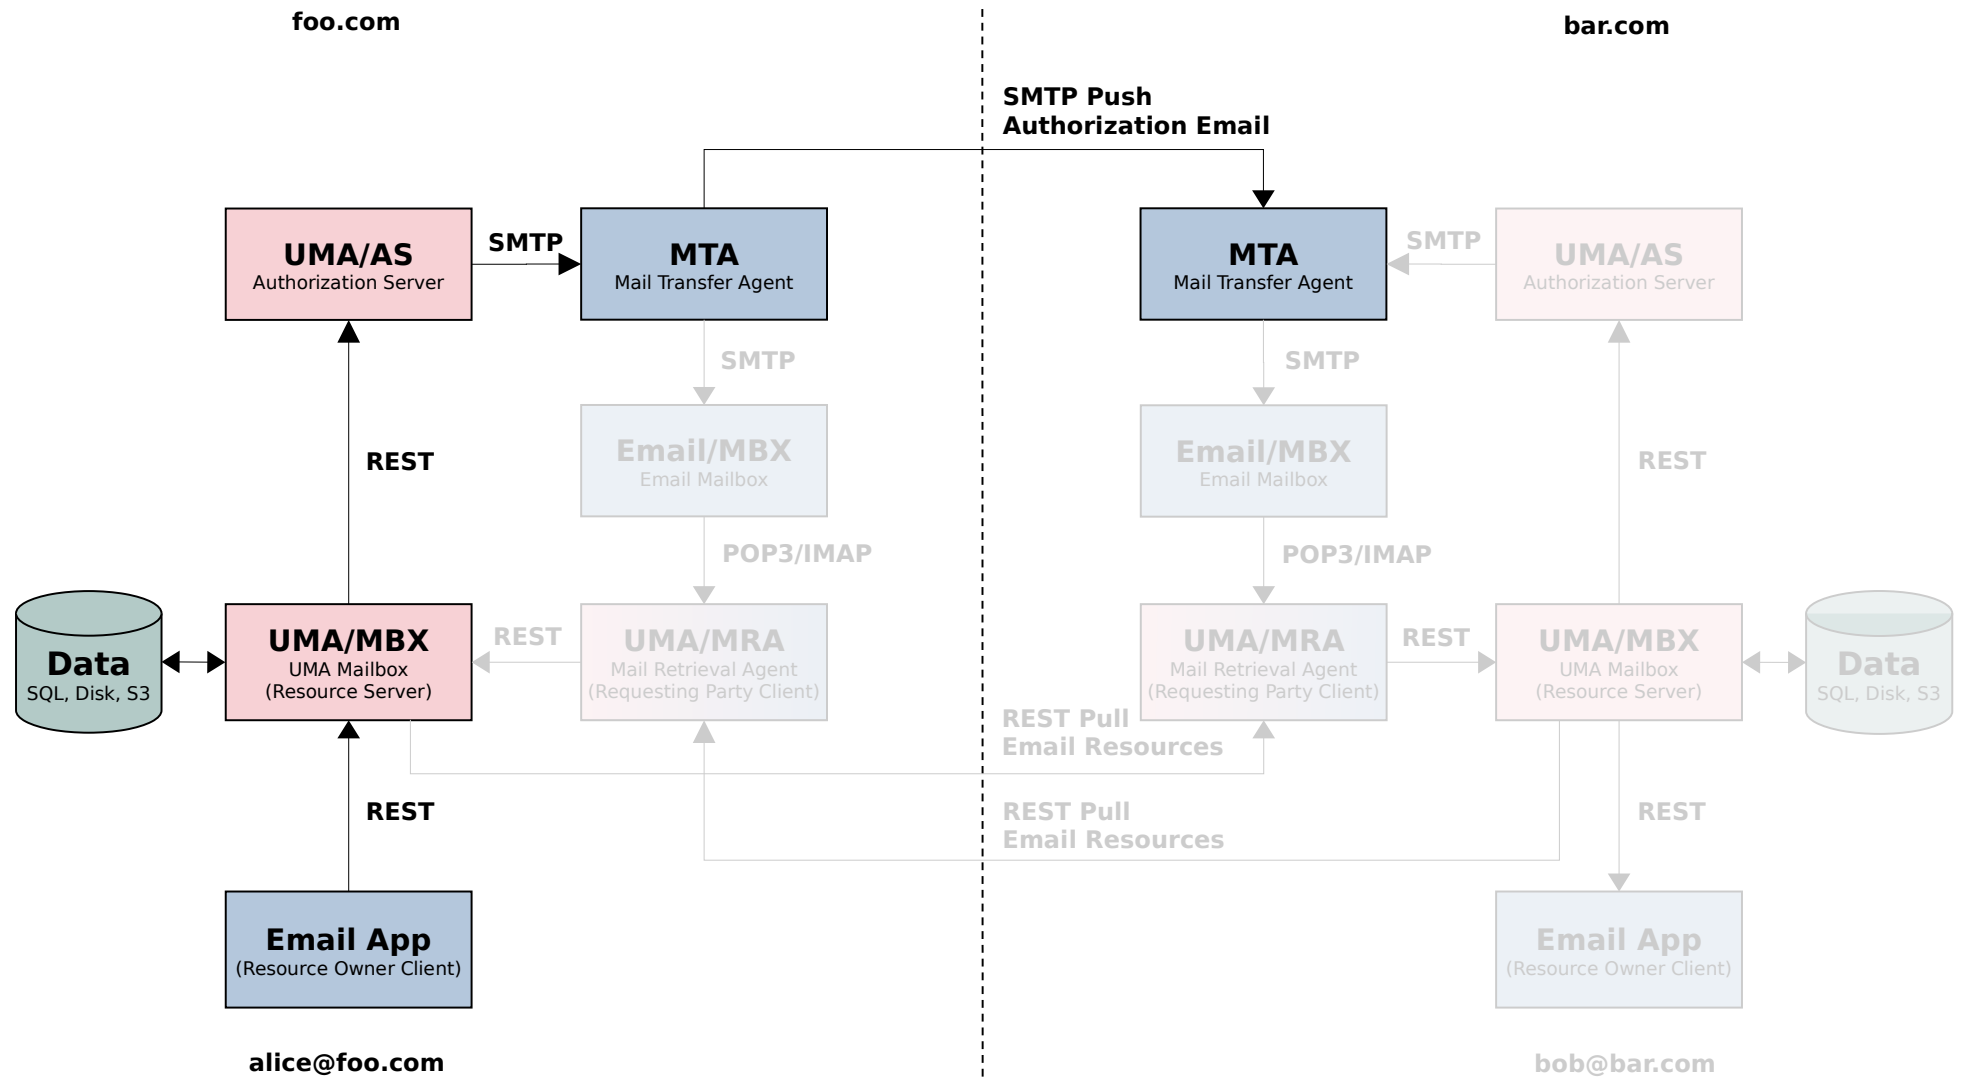 foo.com
bar.com
SMTP Push
Authorization Email
UMA/AS
Authorization Server
SMTP
MTA
Mail Transfer Agent
MTA
Mail Transfer Agent
SMTP
UMA/AS
Authorization Server
SMTP
SMTP
Email/MBX
Email Mailbox
Email/MBX
Email Mailbox
REST
REST
POP3/IMAP
POP3/IMAP
Data
SQL, Disk, S3
UMA/MBX
UMA Mailbox
(Resource Server)
REST
UMA/MRA
Mail Retrieval Agent
(Requesting Party Client)
UMA/MRA
Mail Retrieval Agent
(Requesting Party Client)
REST
UMA/MBX
UMA Mailbox
(Resource Server)
Data
SQL, Disk, S3
REST Pull
Email Resources
REST
REST Pull
Email Resources
REST
Email App
(Resource Owner Client)
Email App
(Resource Owner Client)
alice@foo.com
bob@bar.com